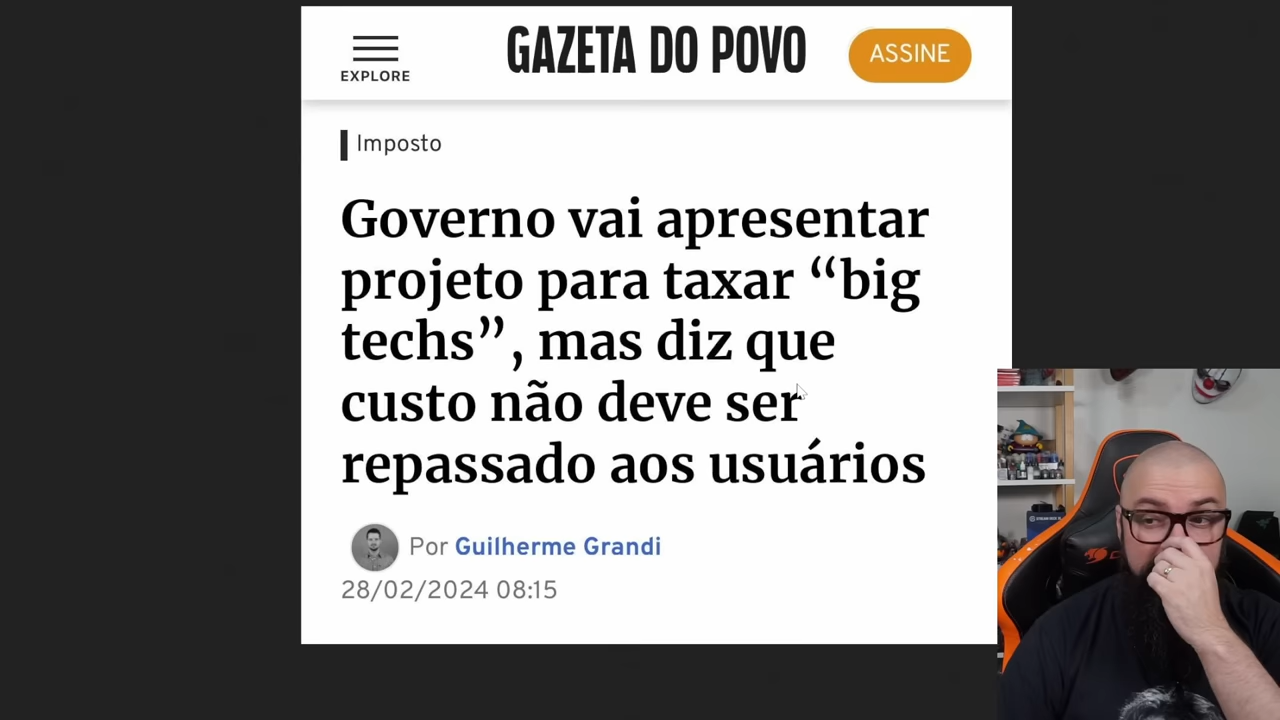 EXPLORE
GAZETA DO POVO
ASSINE
Imposto
Governo vai apresentar
projeto para taxar “big
techs”, mas diz que
custo não deve ser
repassado aos usuários
Por Guilherme Grandi
28/02/2024 08:15